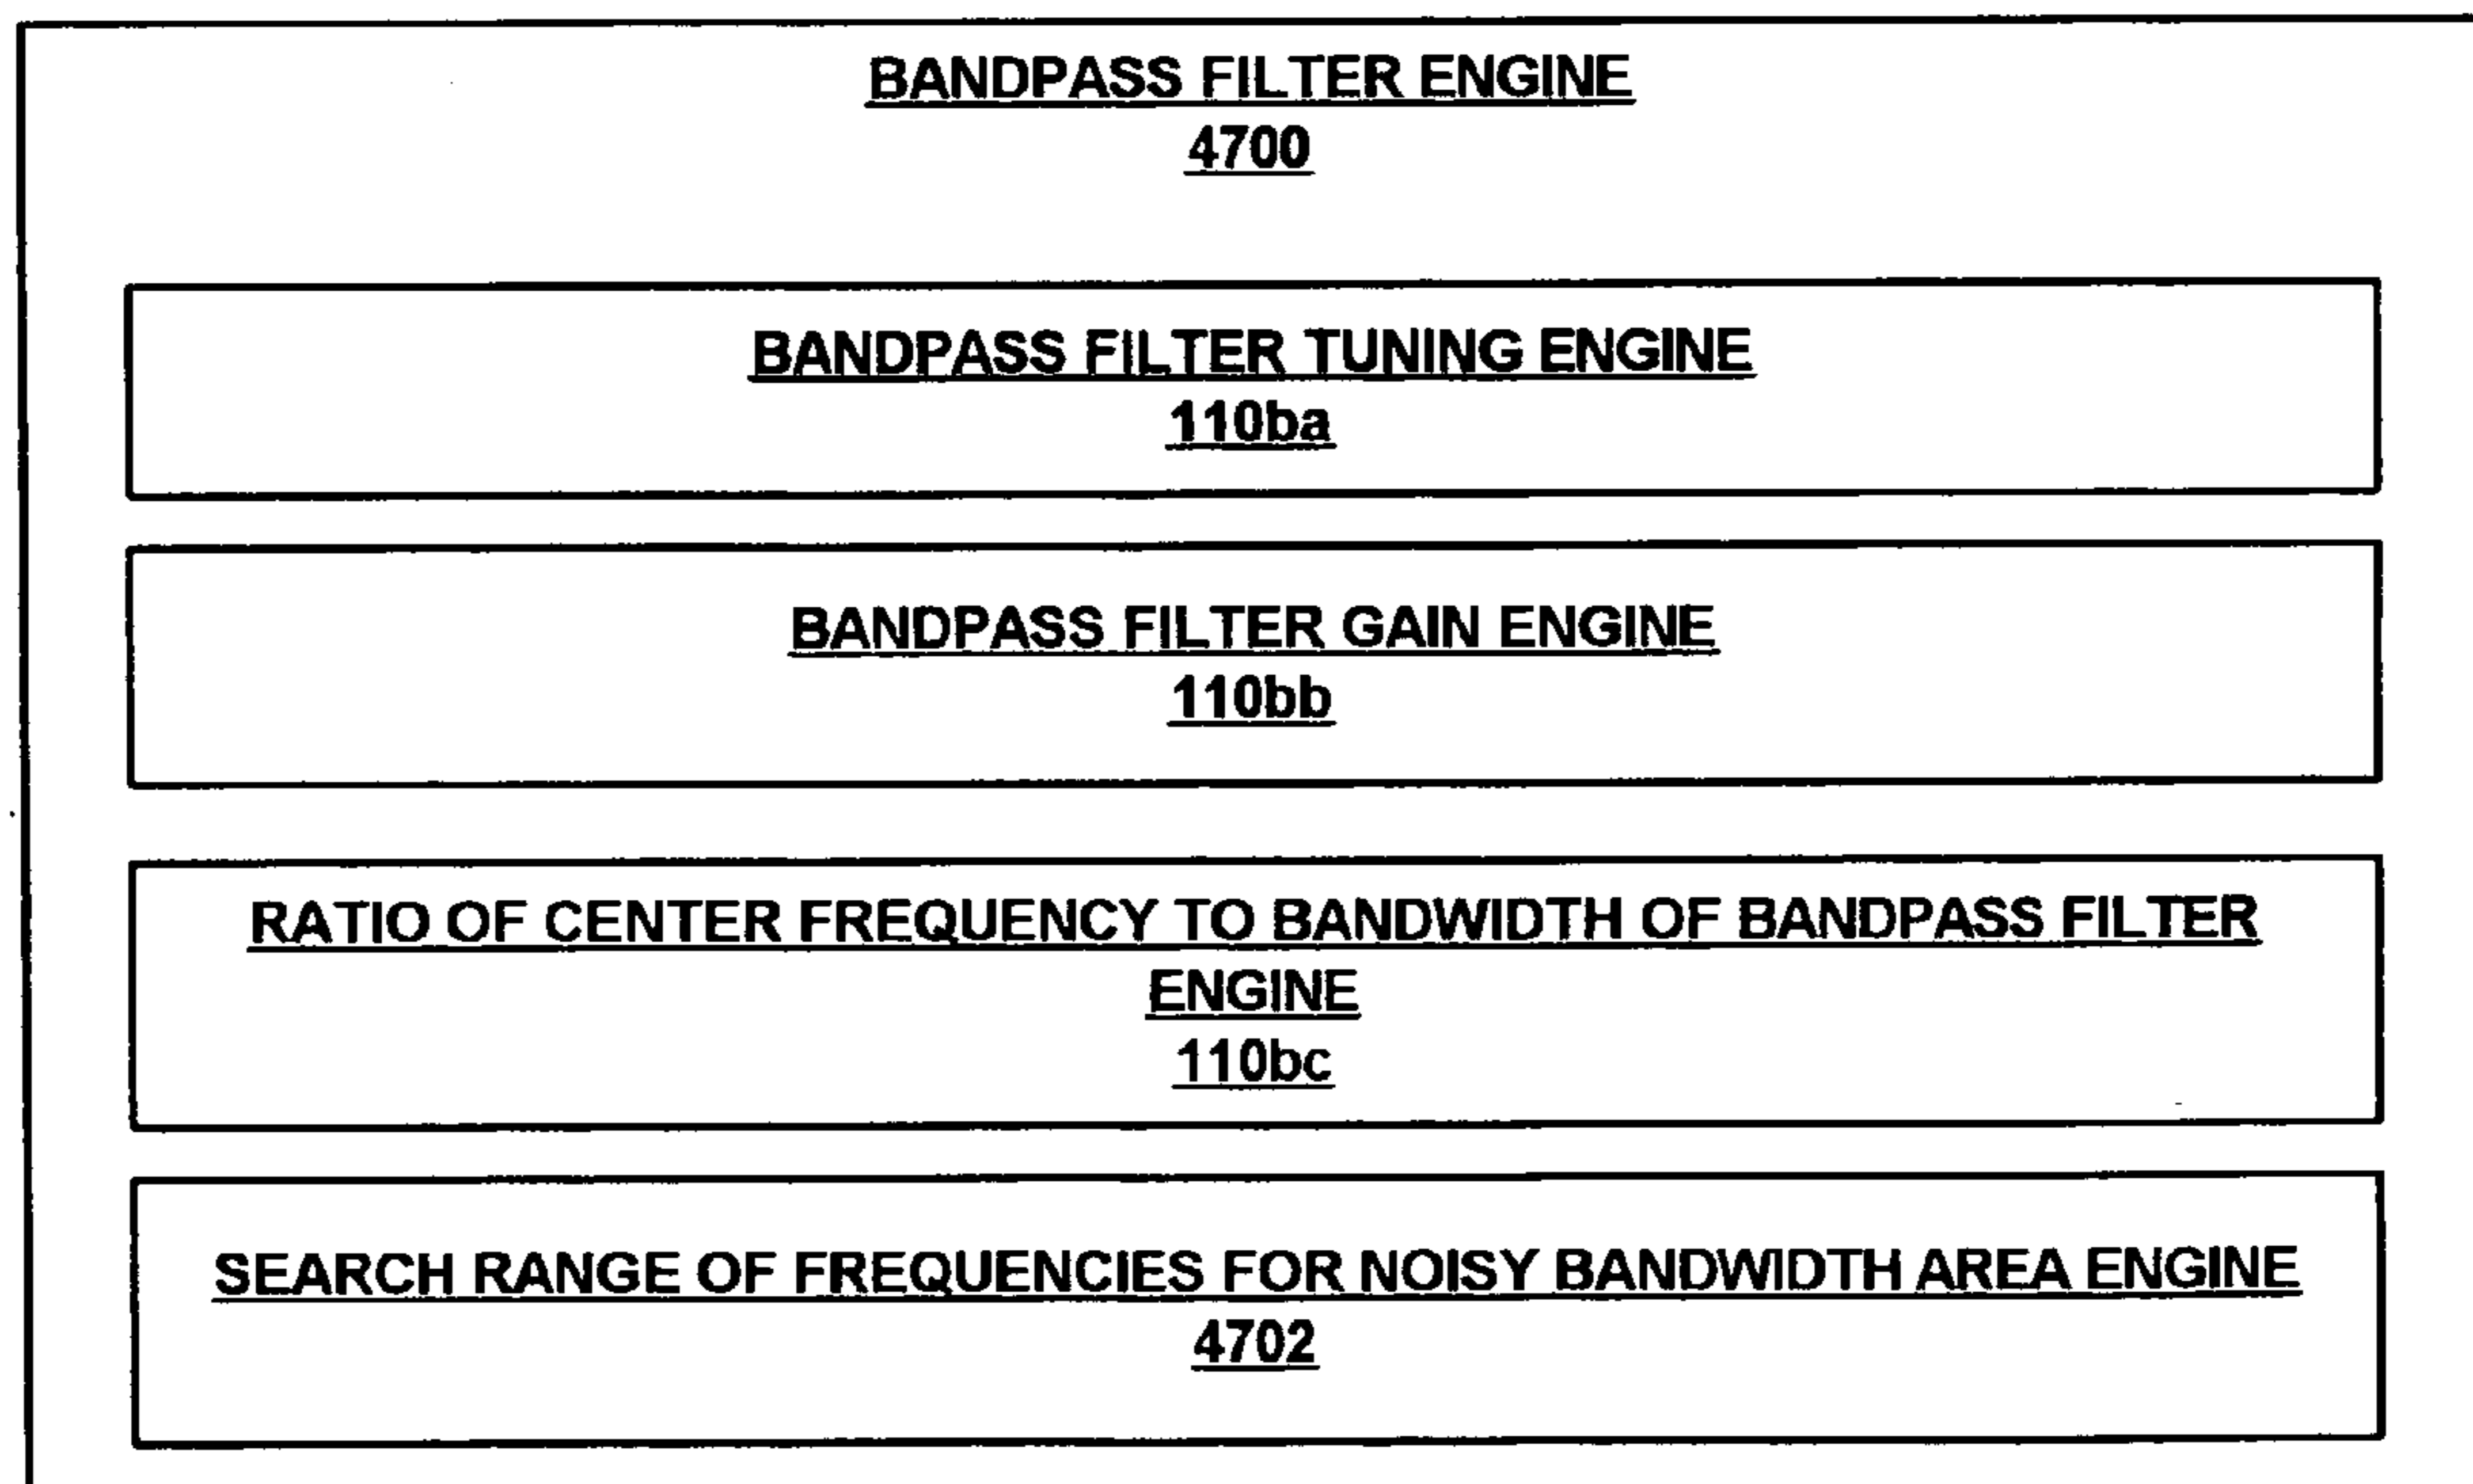 BANDPASS FILTER ENGINE
4700
BANDPASS FILTER TUNING ENGINE
110ba
BANDPASS FILTER GAIN ENGINE
110bb
RATIO OF CENTER FREQUENCY TO BANDWIDTH OF BANDPASS FILTER
ENGINE
110bc
SEARCH RANGE OF FREQUENCIES FOR NOISY BANDWIDTH AREA ENGINE
4702